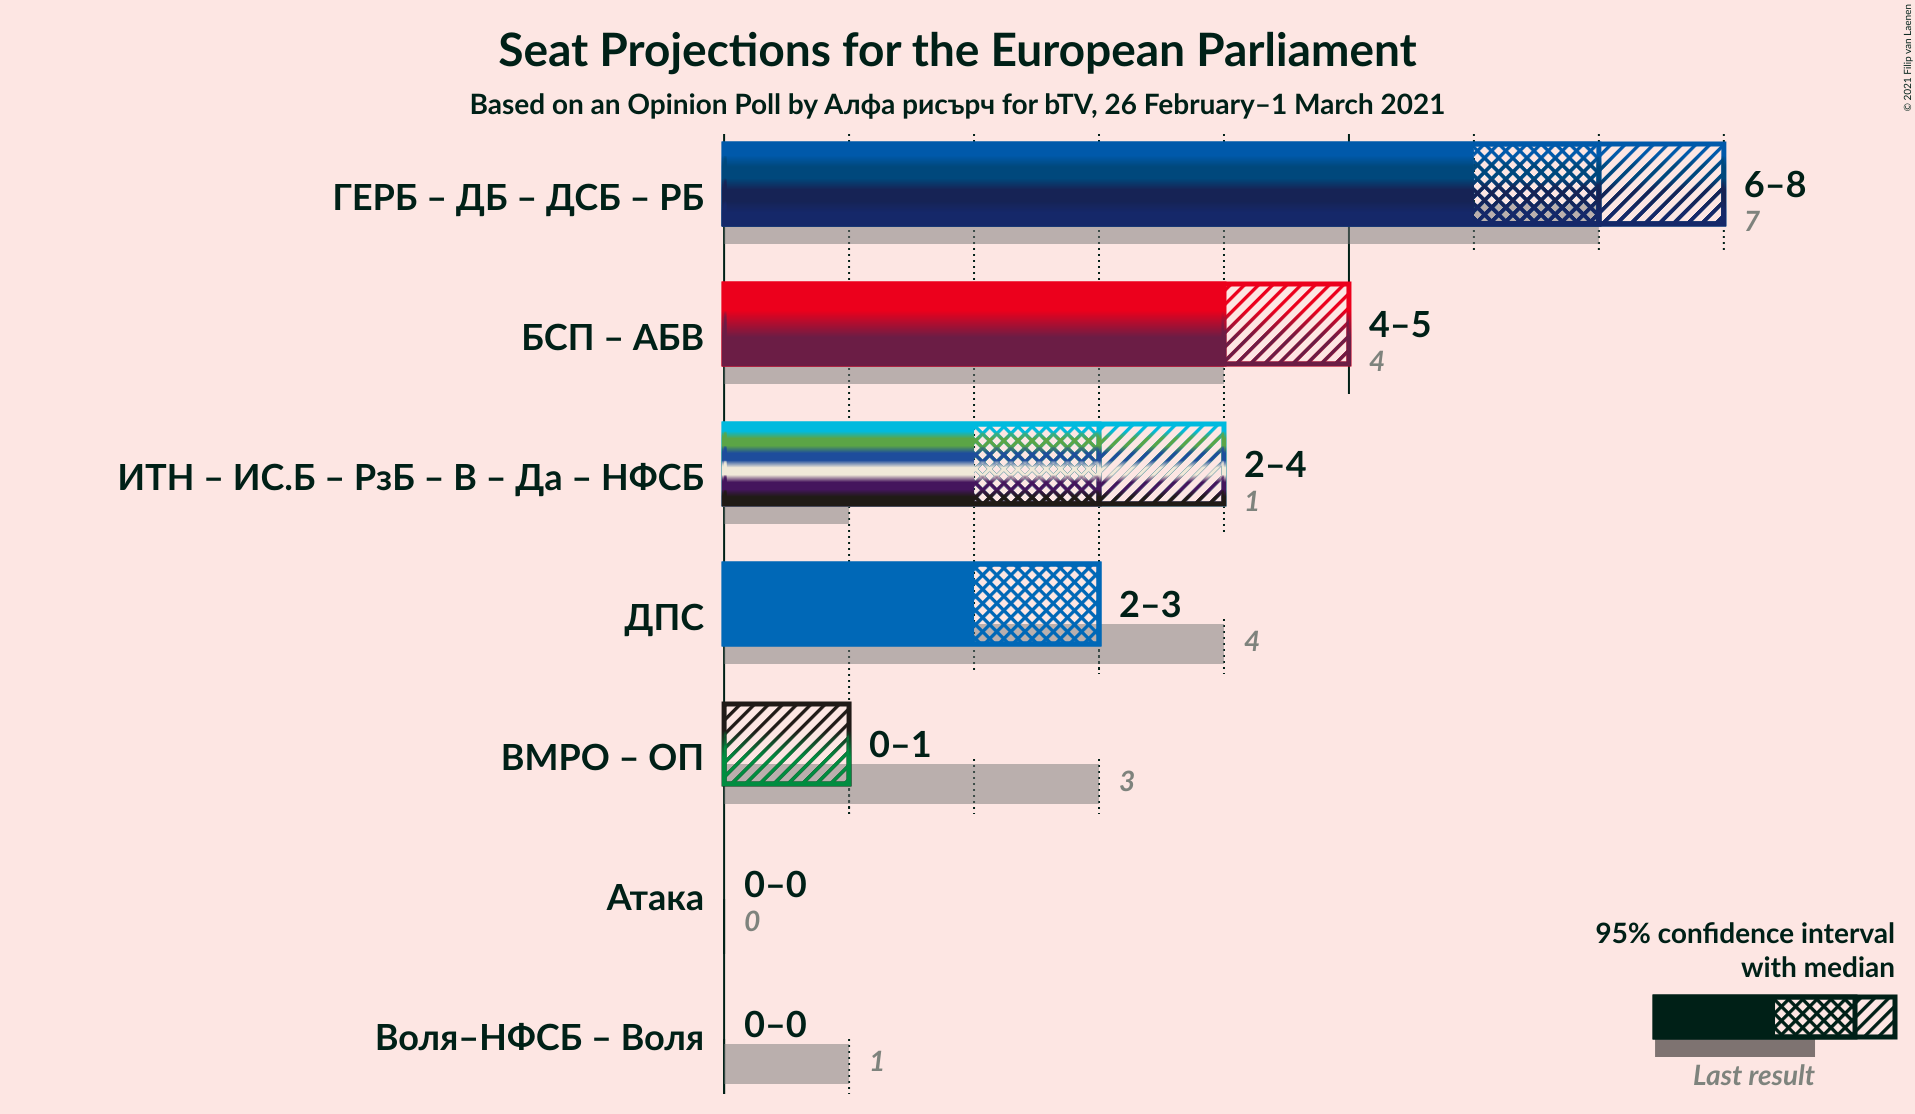 Seat Projections for the European Parliament
Based on an Opinion Poll by Алфа рисърч for bTV, 26 February–1 March 2021
© 2021 Filip van Laenen
ГЕРБ – ДБ – ДСБ – РБ
6–8
7
БСП – АБВ
4–5
4
ИТН – ИС.Б – РзБ – В – Да – НФСБ
2–4
1
ДПС
2–3
4
ВМРО – ОП
0–1
3
Атака
0–0
0
Воля–НФСБ – Воля
0–0
1
95% confidence interval
with median
Last result